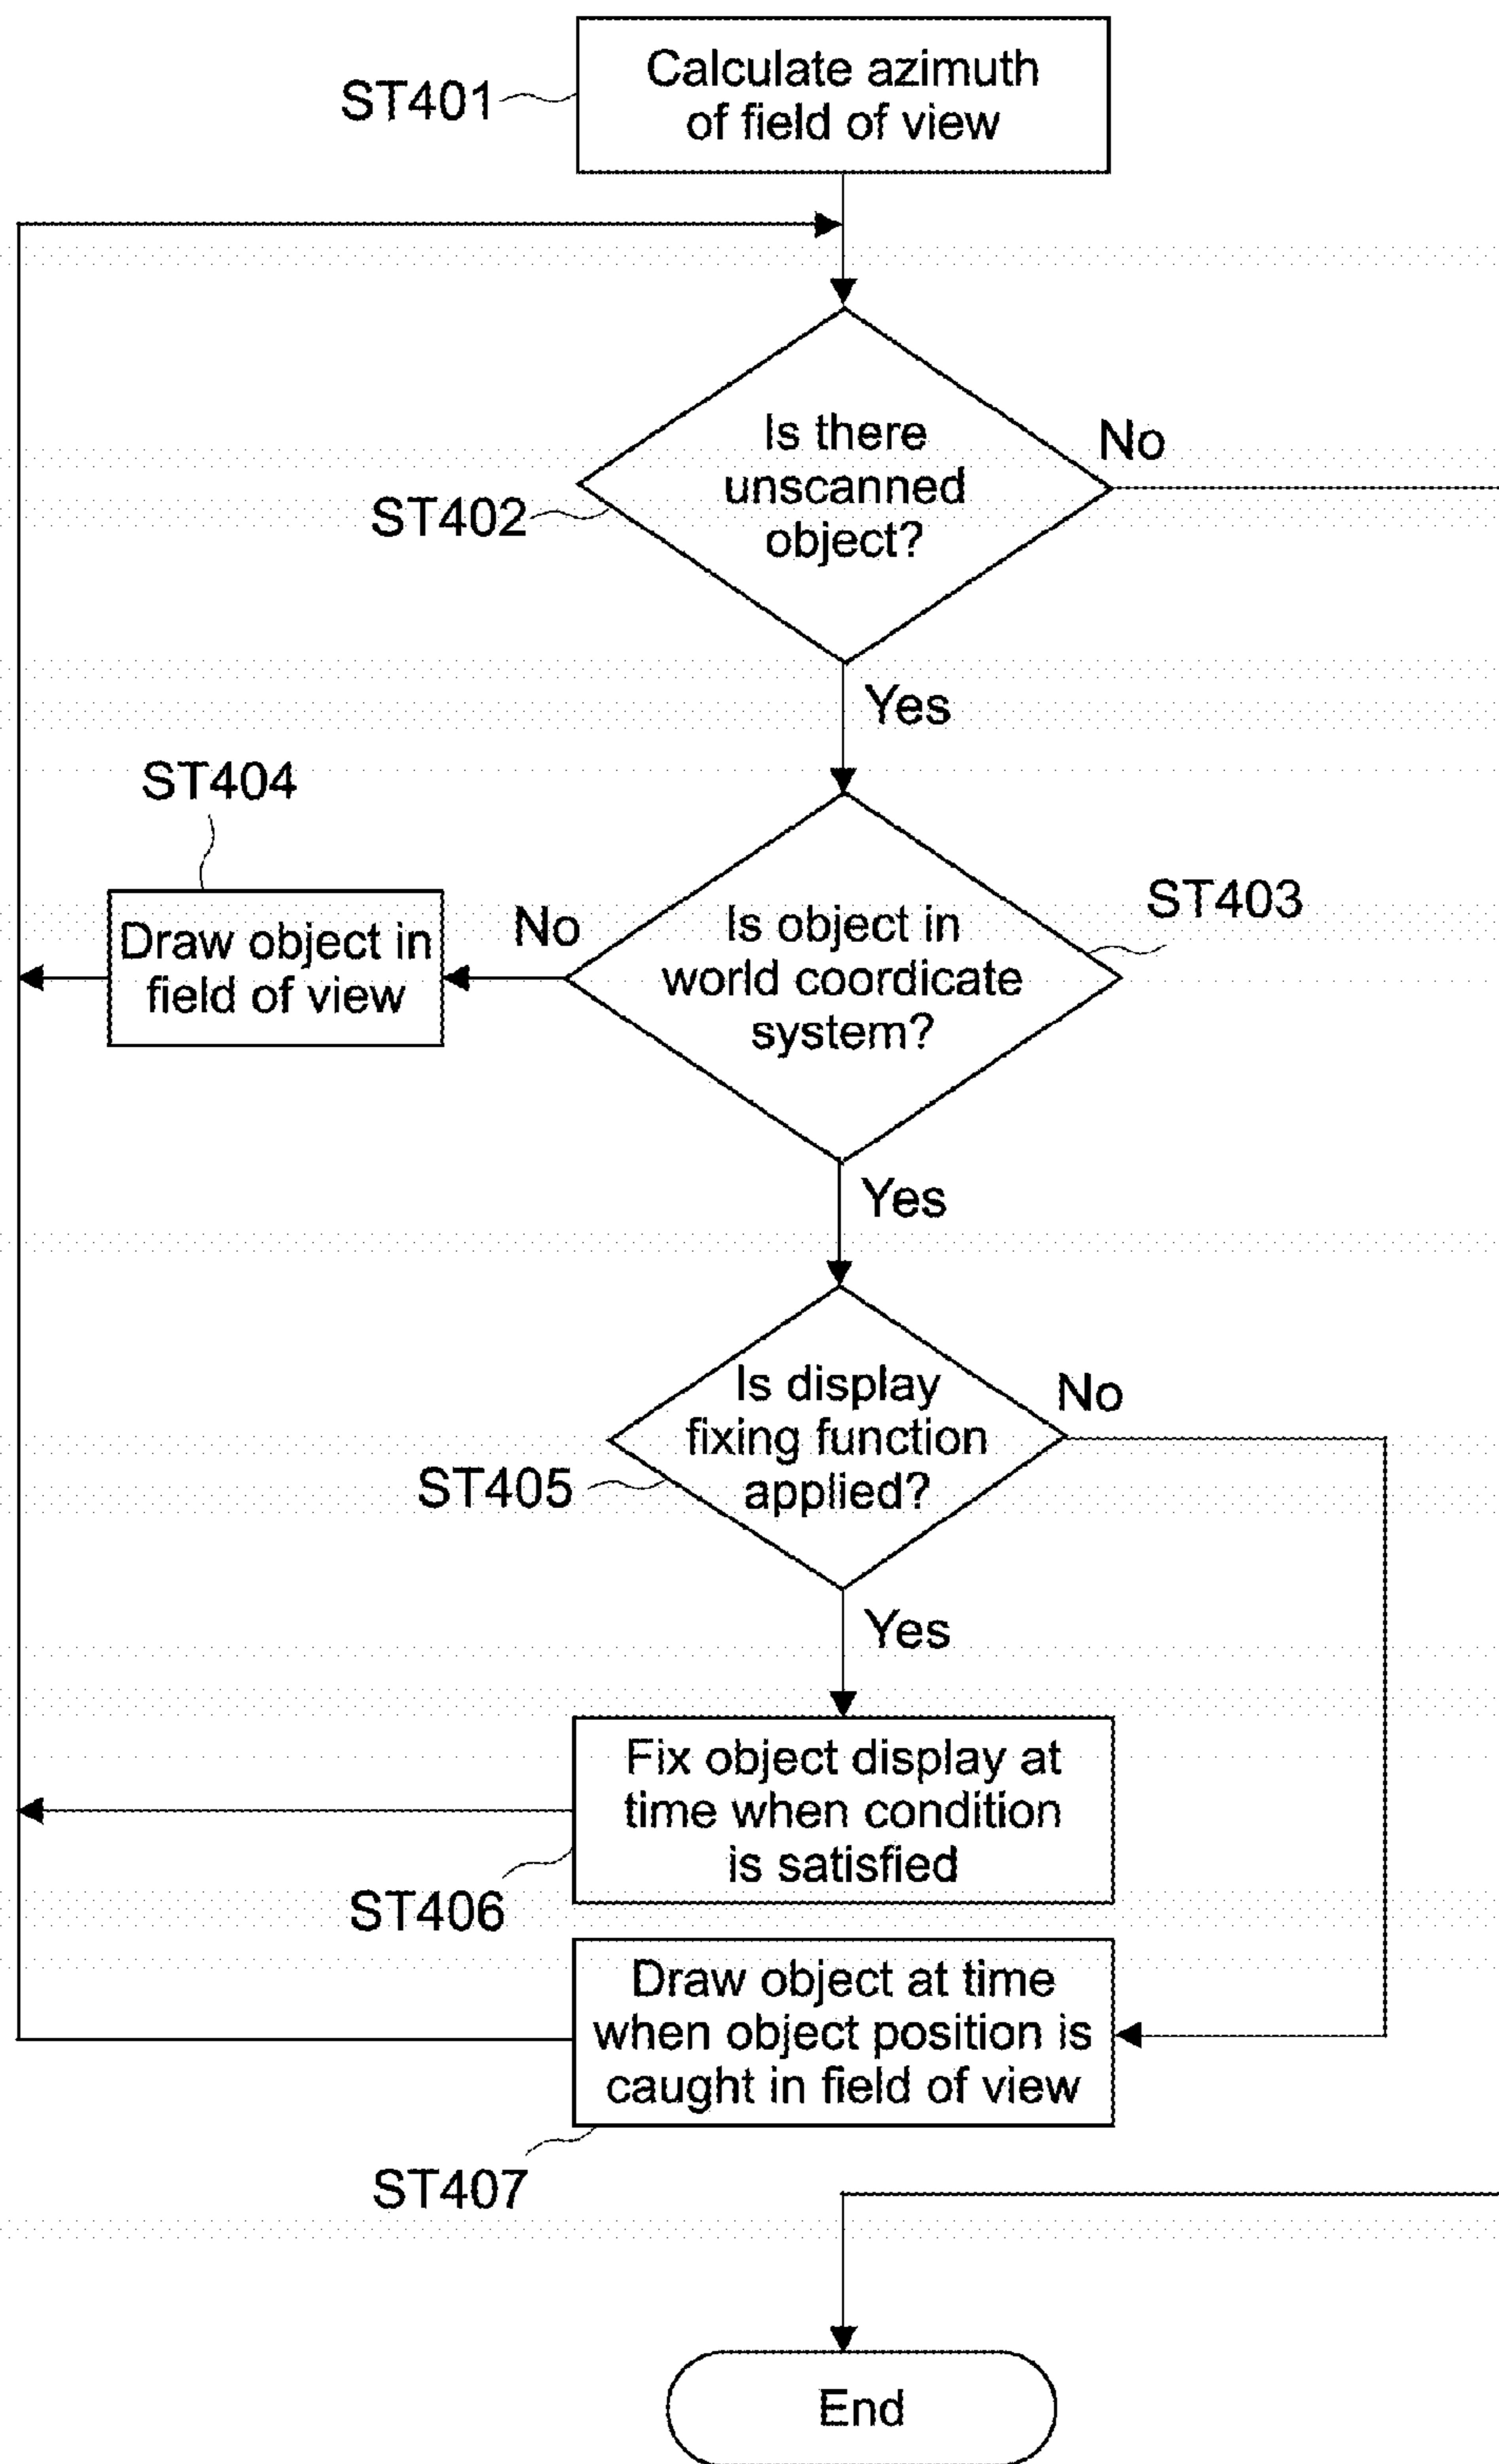 Calculate azimuth
of field of view
ST401
Is there
unscanned
object?
No
ST402
Yes
ST404
ST403
Draw object in
field of view
No
Is object in
world coordicate
system?
Yes
Is display
fixing function
applied?
No
ST405
Yes
Fix object display at
time when condition
is satisfied
ST406
Draw object at time
when object position is
caught in field of view
ST407
End